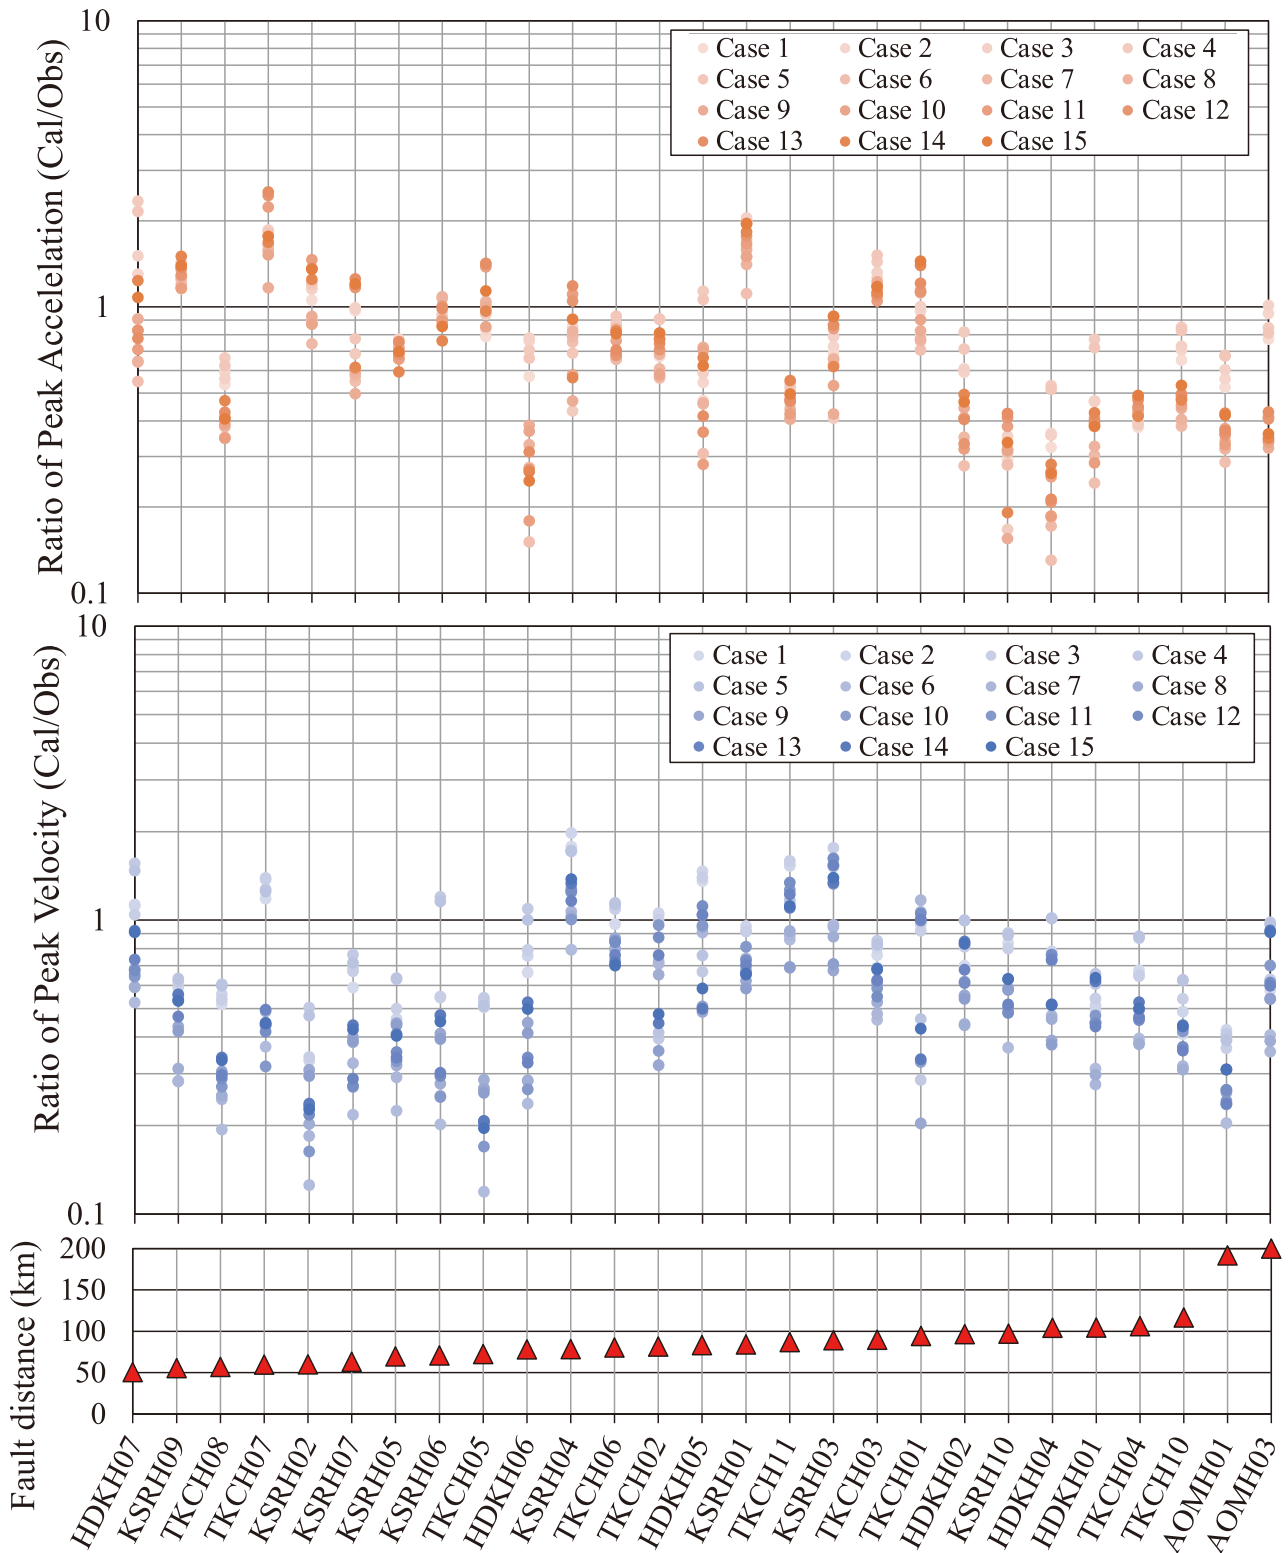 Ratio of Peak Accelelation (Cal/Obs)
10
1
0.1
Case 1 Case 2 Case 3 Case 4
Case 5 Case 6 Case 7 Case 8
Case 9 Case 10 Case 11 Case 12
Case 13 Case 14 Case 15
Ratio of Peak Velocity (Cal/Obs)
10
1
0.1
Case 1 Case 2 Case 3 Case 4
Case 5 Case 6 Case 7 Case 8
Case 9 Case 10 Case 11 Case 12
Case 13 Case 14 Case 15
Fault distance (km)
200
150
100
50
0
HDKH07
KSRH09
TKCH08
TKCH07
KSRH02
KSRH07
KSRH05
KSRH06
TKCH05
HDKH06
KSRH04
TKCH06
TKCH02
HDKH05
KSRH01
TKCH11
KSRH03
TKCH03
TKCH01
HDKH02
KSRH10
HDKH04
HDKH01
TKCH04
TKCH10
AOMH01
AOMH03